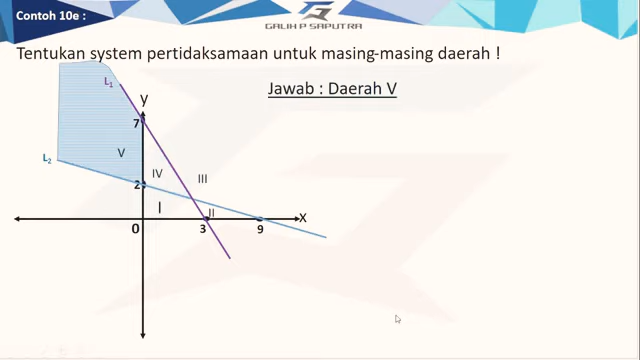 Contoh 10e :
GALIH P SAPUTRA
Tentukan system pertidaksamaan untuk masing-masing daerah !
Jawab : Daerah V
L1
y
7
L2
V
IV
III
2
I
II
x
0
3
9